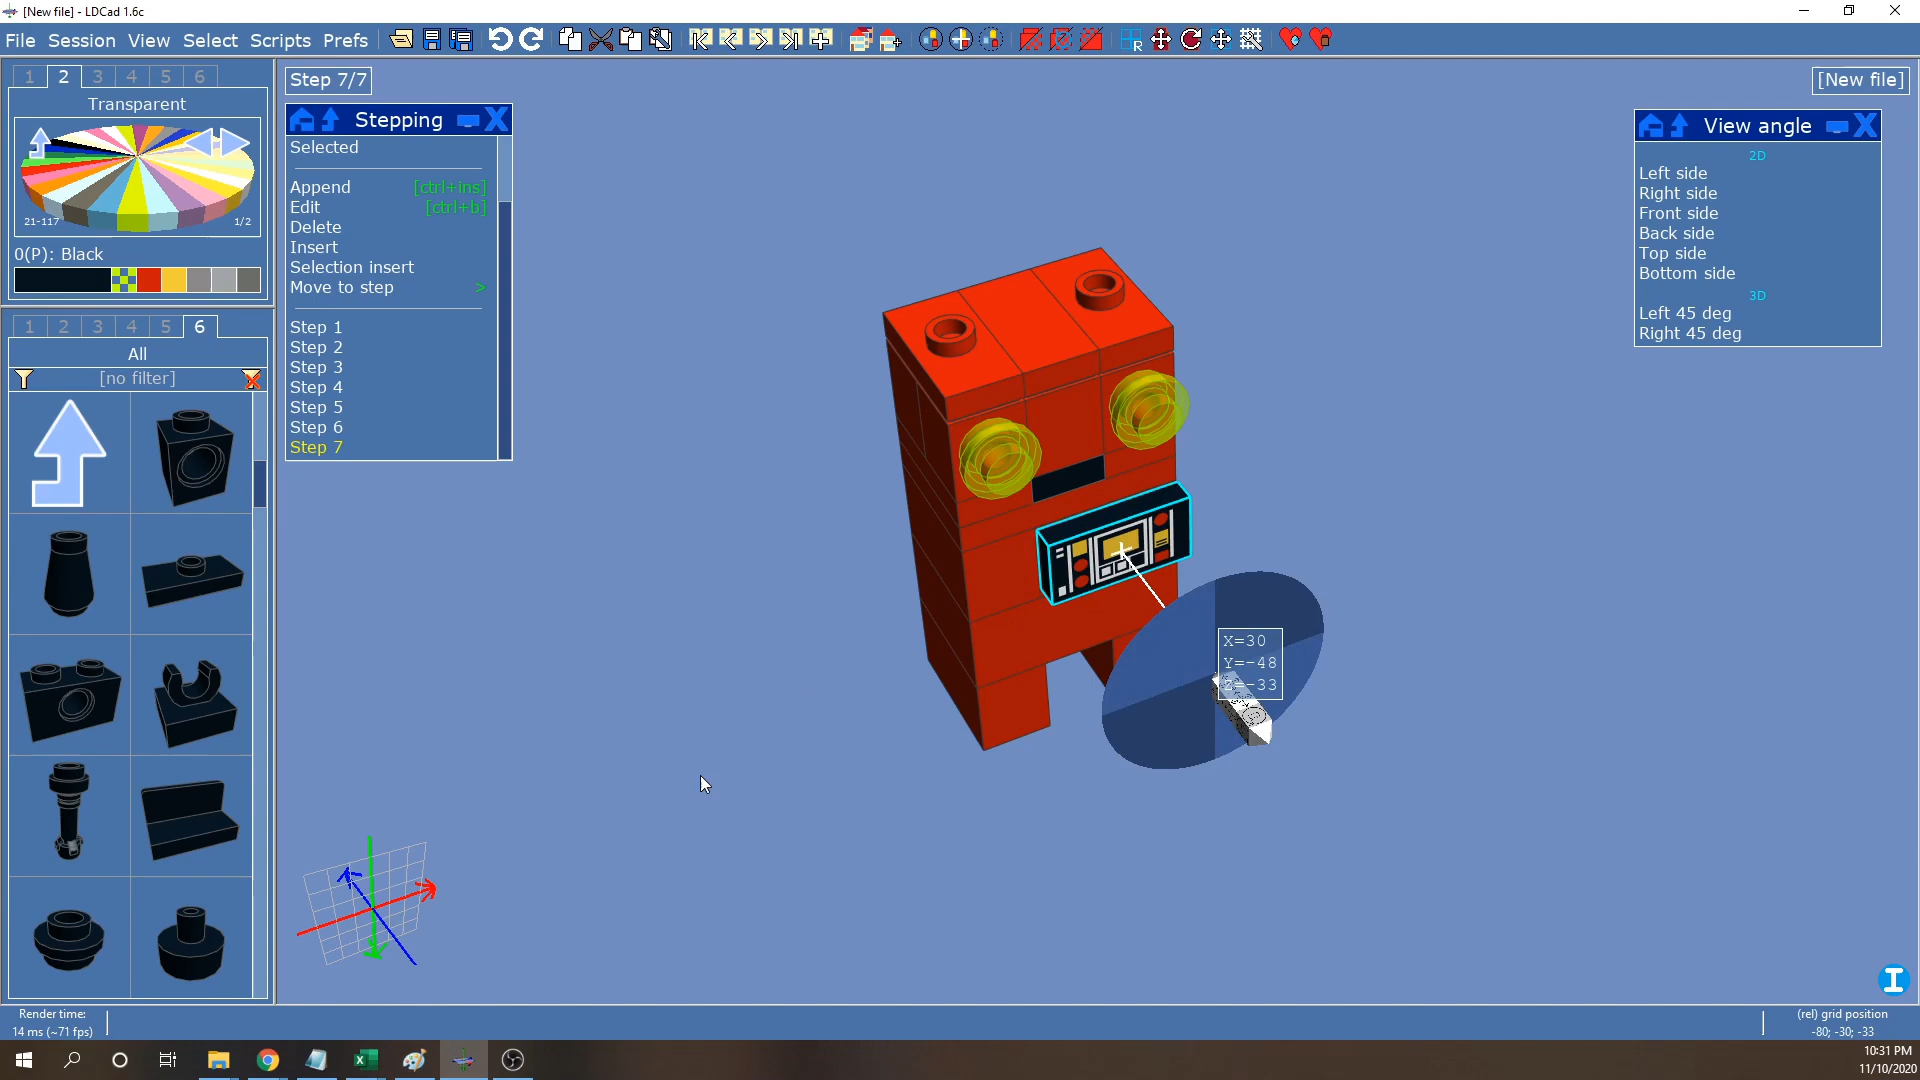 [New file] - LDCad 1.6c
File Session View Select Scripts Prefs
R
1 2 3 4 5 6
Transparent
21-117 1/2
0(P): Black
1 2 3 4 5 6
All
[no filter]
Step 7/7
Stepping
Selected
Append [ctrl+ins]
Edit [ctrl+b]
Delete
Insert
Selection insert
Move to step >
Step 1
Step 2
Step 3
Step 4
Step 5
Step 6
Step 7
[New file]
View angle
2D
Left side
Right side
Front side
Back side
Top side
Bottom side
3D
Left 45 deg
Right 45 deg
X=30
Y=-48
Z=-33
Render time:
14 ms (~71 fps)
(rel) grid position
-80; -30; -33
10:31 PM
11/10/2020